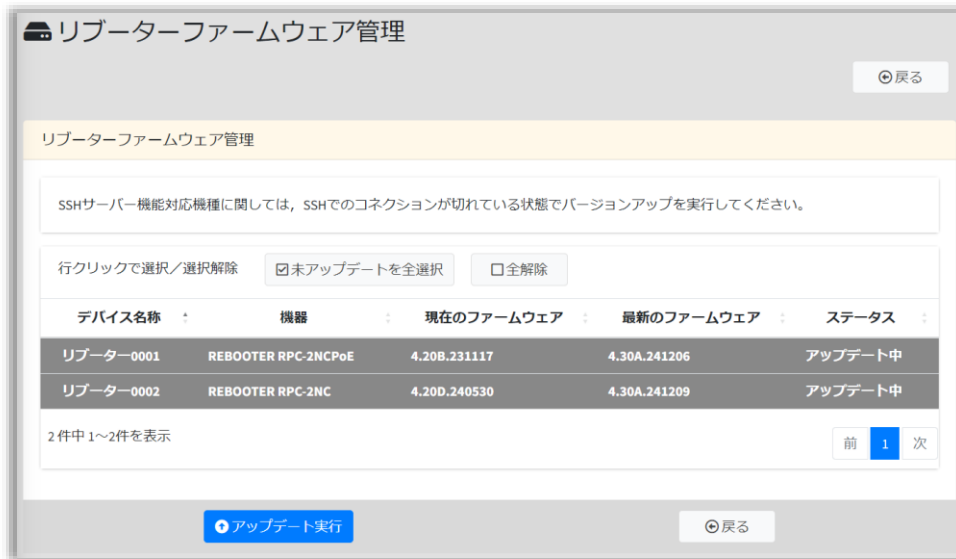 リブーターファームウェア管理
戻る
リブーターファームウェア管理
SSHサーバー機能対応機種に関しては，SSHでのコネクションが切れている状態でバージョンアップを実行してください。
行クリックで選択／選択解除 未アップデートを全選択 全解除
デバイス名称 機器 現在のファームウェア 最新のファームウェア ステータス
リブーター0001 REBOOTER RPC-2NCPoE 4.20B.231117 4.30A.241206 アップデート中
リブーター0002 REBOOTER RPC-2NC 4.20D.240530 4.30A.241209 アップデート中
2 件中 1～2件を表示
前 1 次
アップデート実行 戻る